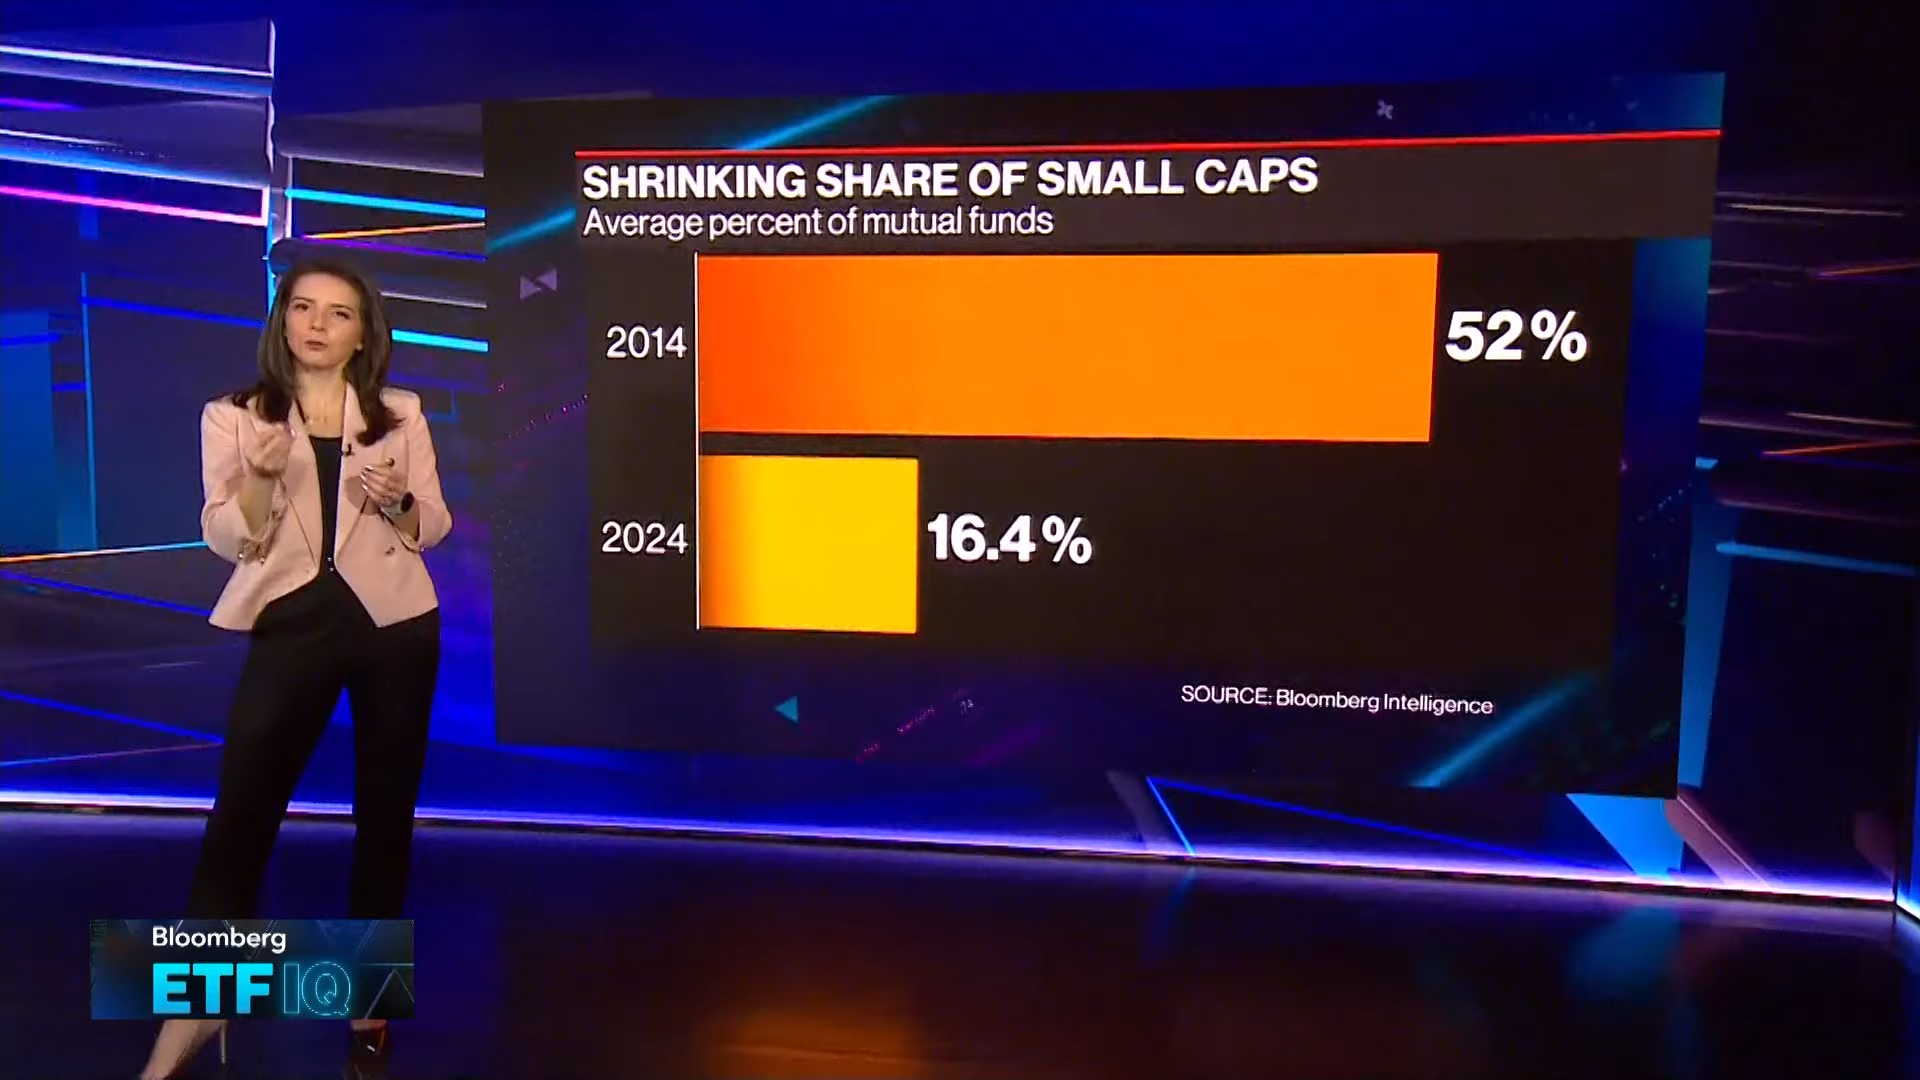 SHRINKING SHARE OF SMALL CAPS
Average percent of mutual funds
2014
52%
2024
16.4%
SOURCE: Bloomberg Intelligence
Bloomberg
ETF IQ